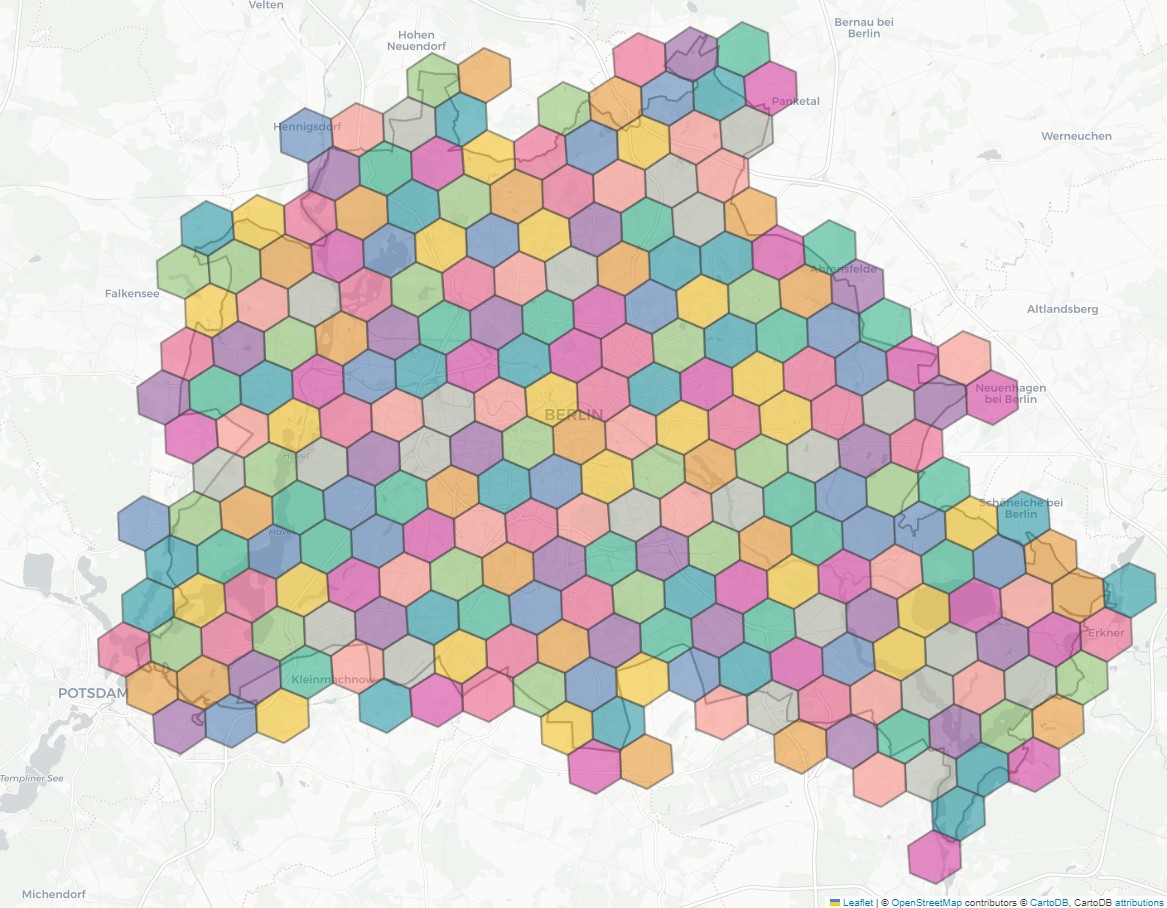 Velten
Bernau bei
Berlin
Hohen
Neuendorf
Panketal
Hennigsdorf
Werneuchen
Ahrensfelde
Falkensee
Altlandsberg
Neuenhagen
bei Berlin
BERLIN
Havel
Schöneiche bei
Berlin
Havel
Erkner
Kleinmachnow
POTSDAM
Templiner See
Michendorf
Leaflet | © OpenStreetMap contributors © CartoDB, CartoDB attributions